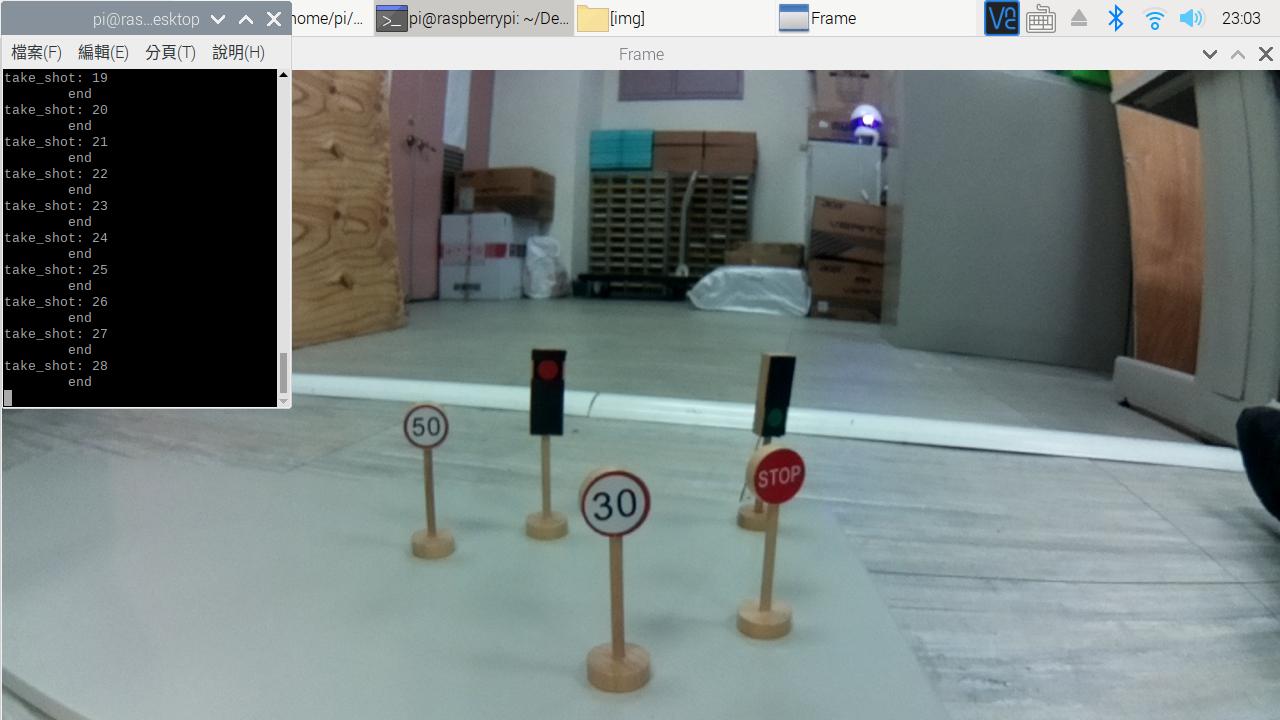 pi@ras...esktop
home/pi/...
pi@raspberrypi: ~/De...
[img]
Frame
23:03
檔案(F) 編輯(E) 分頁(T) 說明(H)
Frame
take_shot: 19
end
take_shot: 20
end
take_shot: 21
end
take_shot: 22
end
take_shot: 23
end
take_shot: 24
end
take_shot: 25
end
take_shot: 26
end
take_shot: 27
end
take_shot: 28
end
50
30
STOP
acer
acer